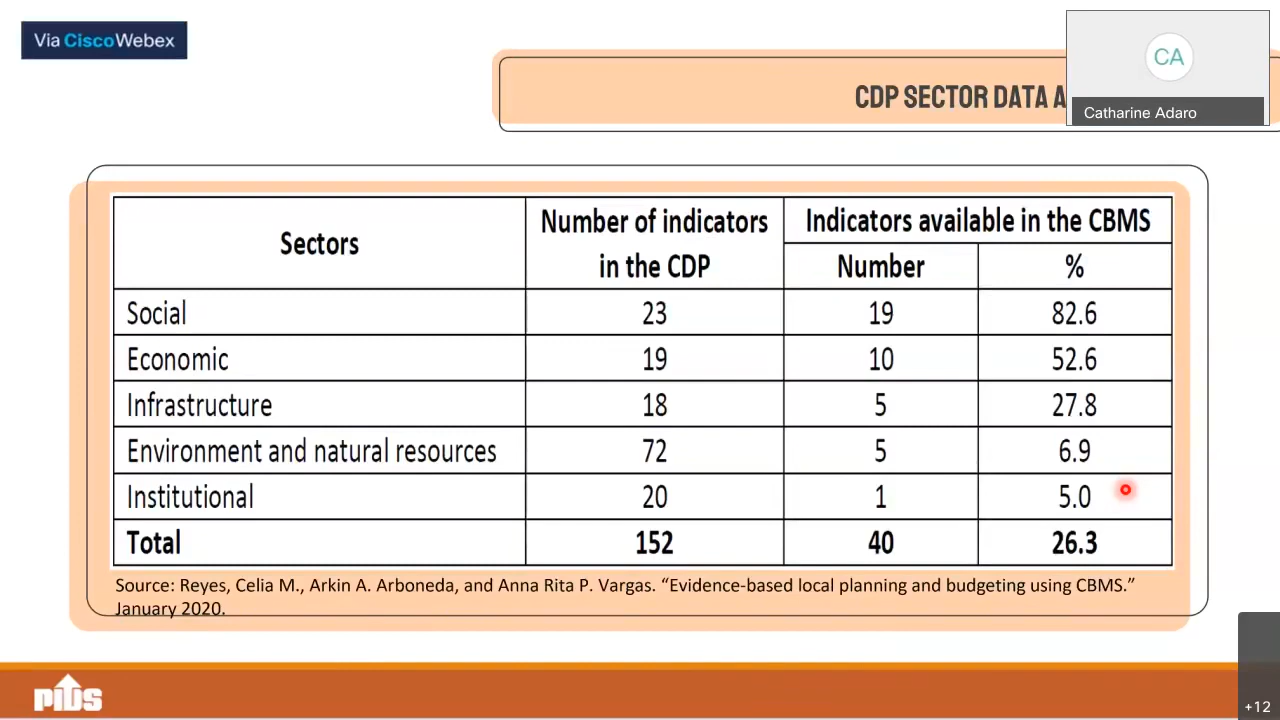 Via CiscoWebex
CA
CDP SECTOR DATA A
Catharine Adaro
Sectors
Number of indicators
in the CDP
Indicators available in the CBMS
Number
%
Social 23 19 82.6
Economic 19 10 52.6
Infrastructure 18 5 27.8
Environment and natural resources 72 5 6.9
Institutional 20 1 5.0
Total 152 40 26.3
Source: Reyes, Celia M., Arkin A. Arboneda, and Anna Rita P. Vargas. “Evidence-based local planning and budgeting using CBMS.”
January 2020.
PIDS
+12